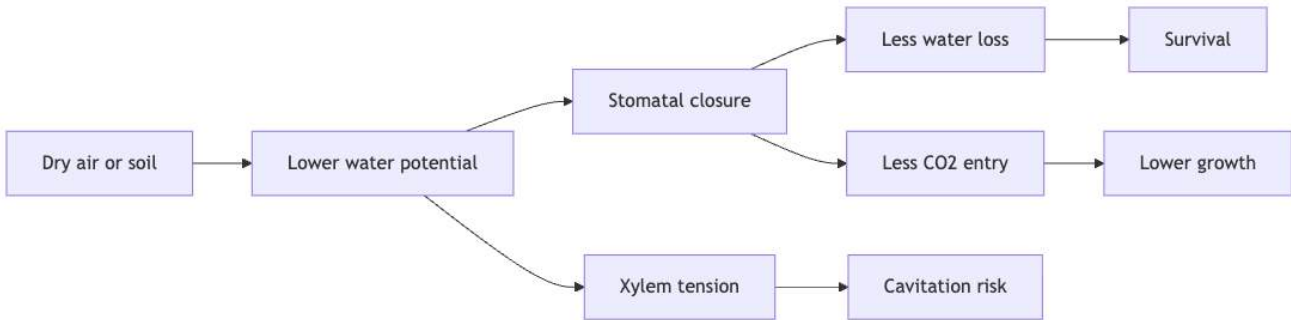 Dry air or soil
Lower water potential
Stomatal closure
Less water loss
Survival
Less CO2 entry
Lower growth
Xylem tension
Cavitation risk